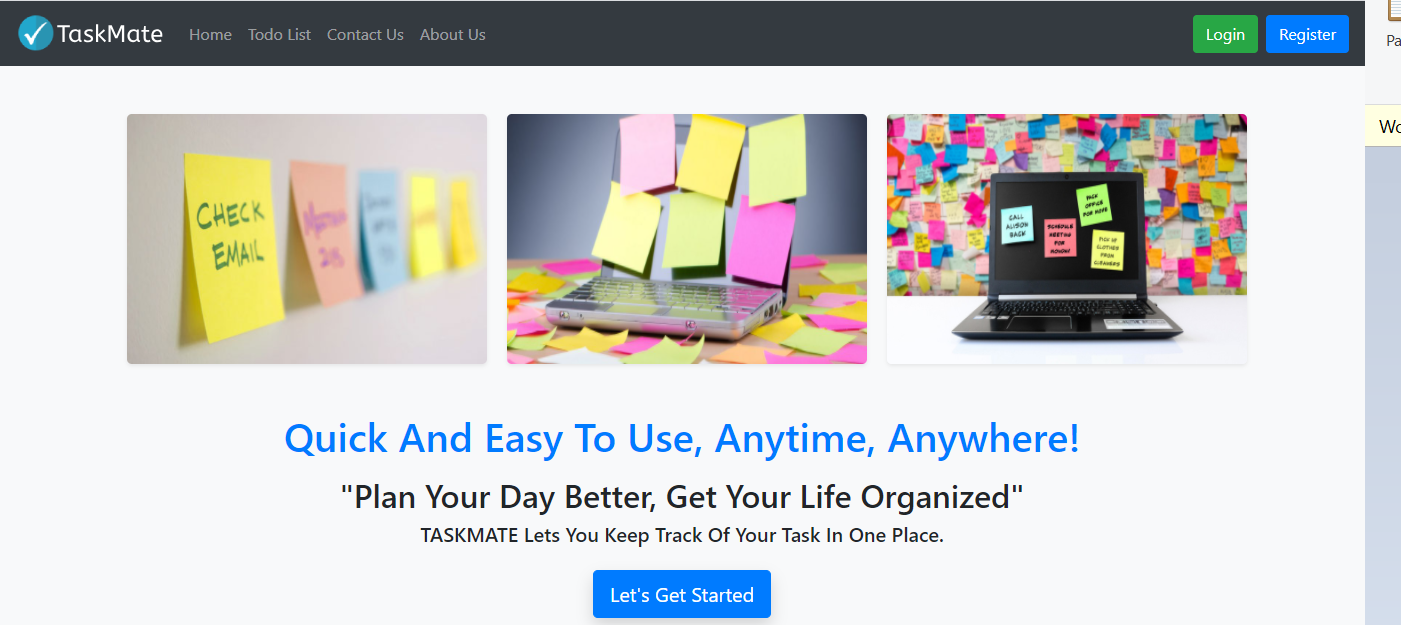 TaskMate Home Todo List Contact Us About Us Login Register
CHECK
EMAIL
CALL
ALISON
BACK
SCHEDULE
MEETING
FOR
MONDAY!
PACK
OFFICE
FOR MOVE
PICK UP
CLOTHES
FROM
CLEANERS
Quick And Easy To Use, Anytime, Anywhere!
"Plan Your Day Better, Get Your Life Organized"
TASKMATE Lets You Keep Track Of Your Task In One Place.
Let's Get Started